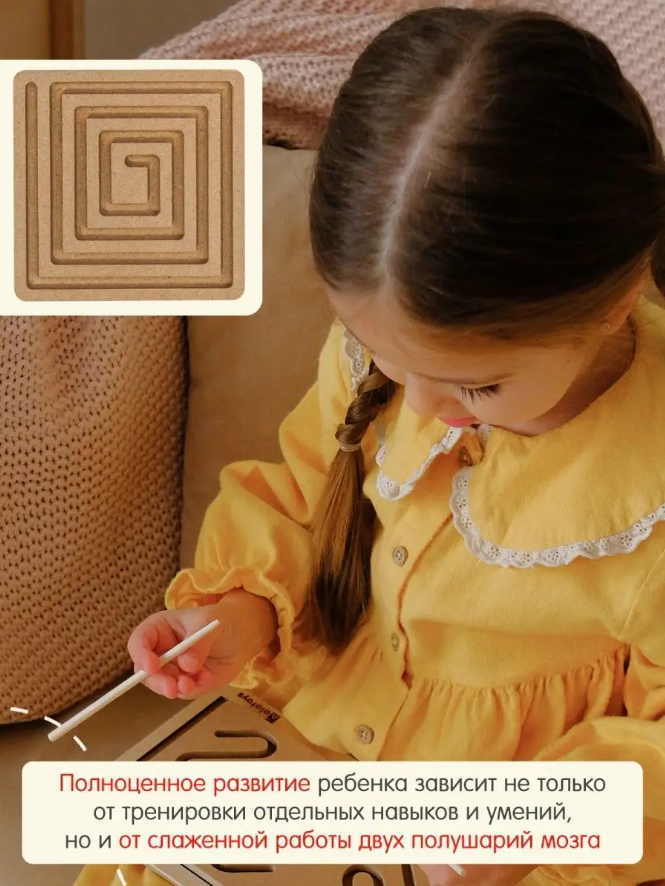 Полноценное развитие ребенка зависит не только
от тренировки отдельных навыков и умений,
но и от слаженной работы двух полушарий мозга